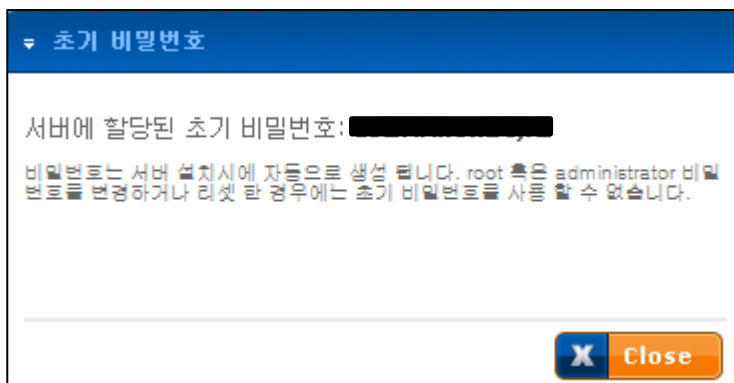 초기 비밀번호
서버에 할당된 초기 비밀번호:
비밀번호는 서버 설치시에 자동으로 생성 됩니다. root 혹은 administrator 비밀
번호를 변경하거나 리셋 한 경우에는 초기 비밀번호를 사용 할 수 없습니다.
X Close